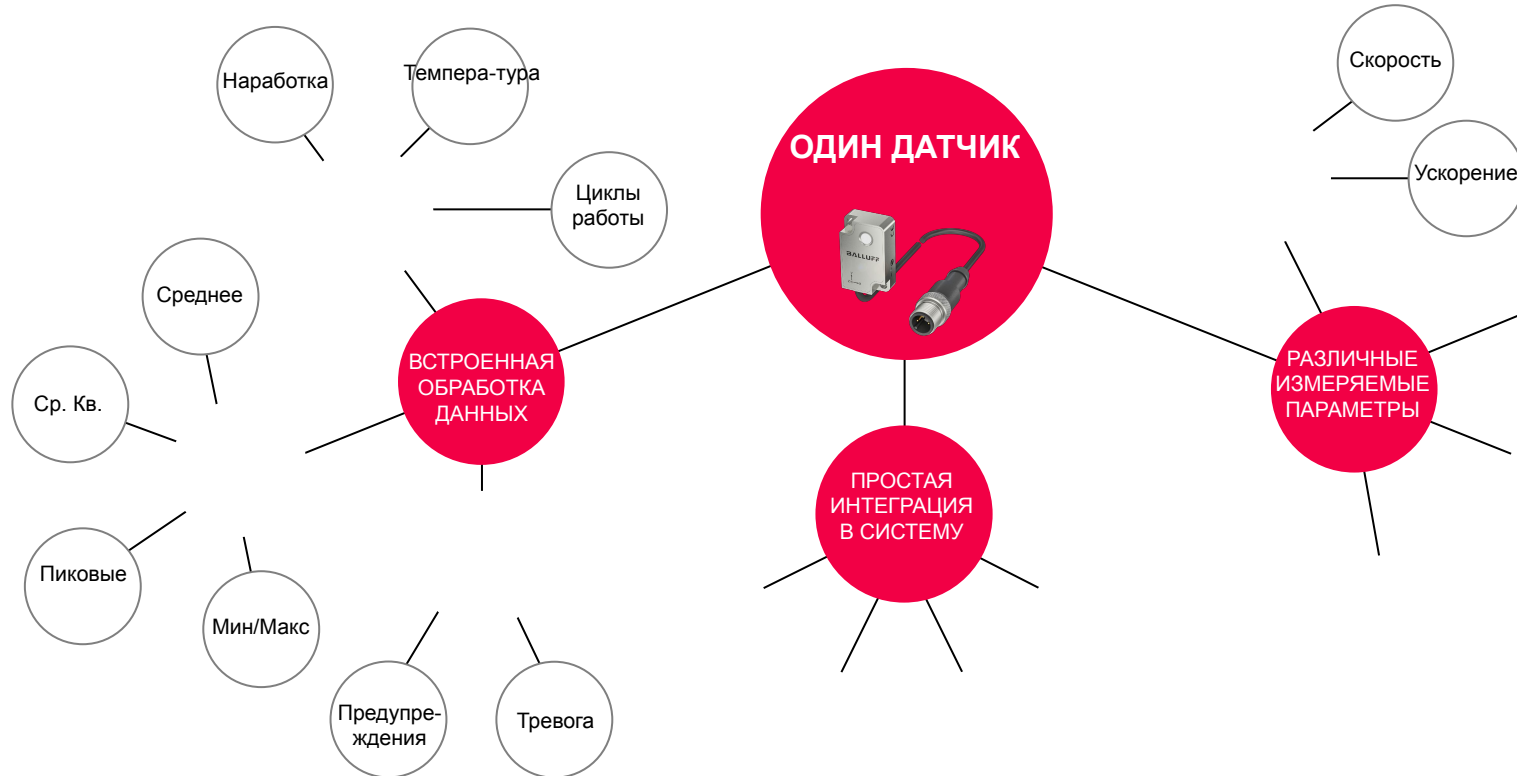 Наработка
Темпера-тура
Циклы
работы
Среднее
Ср. Кв.
Пиковые
Мин/Макс
Предупре-
ждения
Тревога
ВСТРОЕННАЯ
ОБРАБОТКА
ДАННЫХ
ОДИН ДАТЧИК
BALLUFF
ПРОСТАЯ
ИНТЕГРАЦИЯ
В СИСТЕМУ
Скорость
Ускорение
РАЗЛИЧНЫЕ
ИЗМЕРЯЕМЫЕ
ПАРАМЕТРЫ